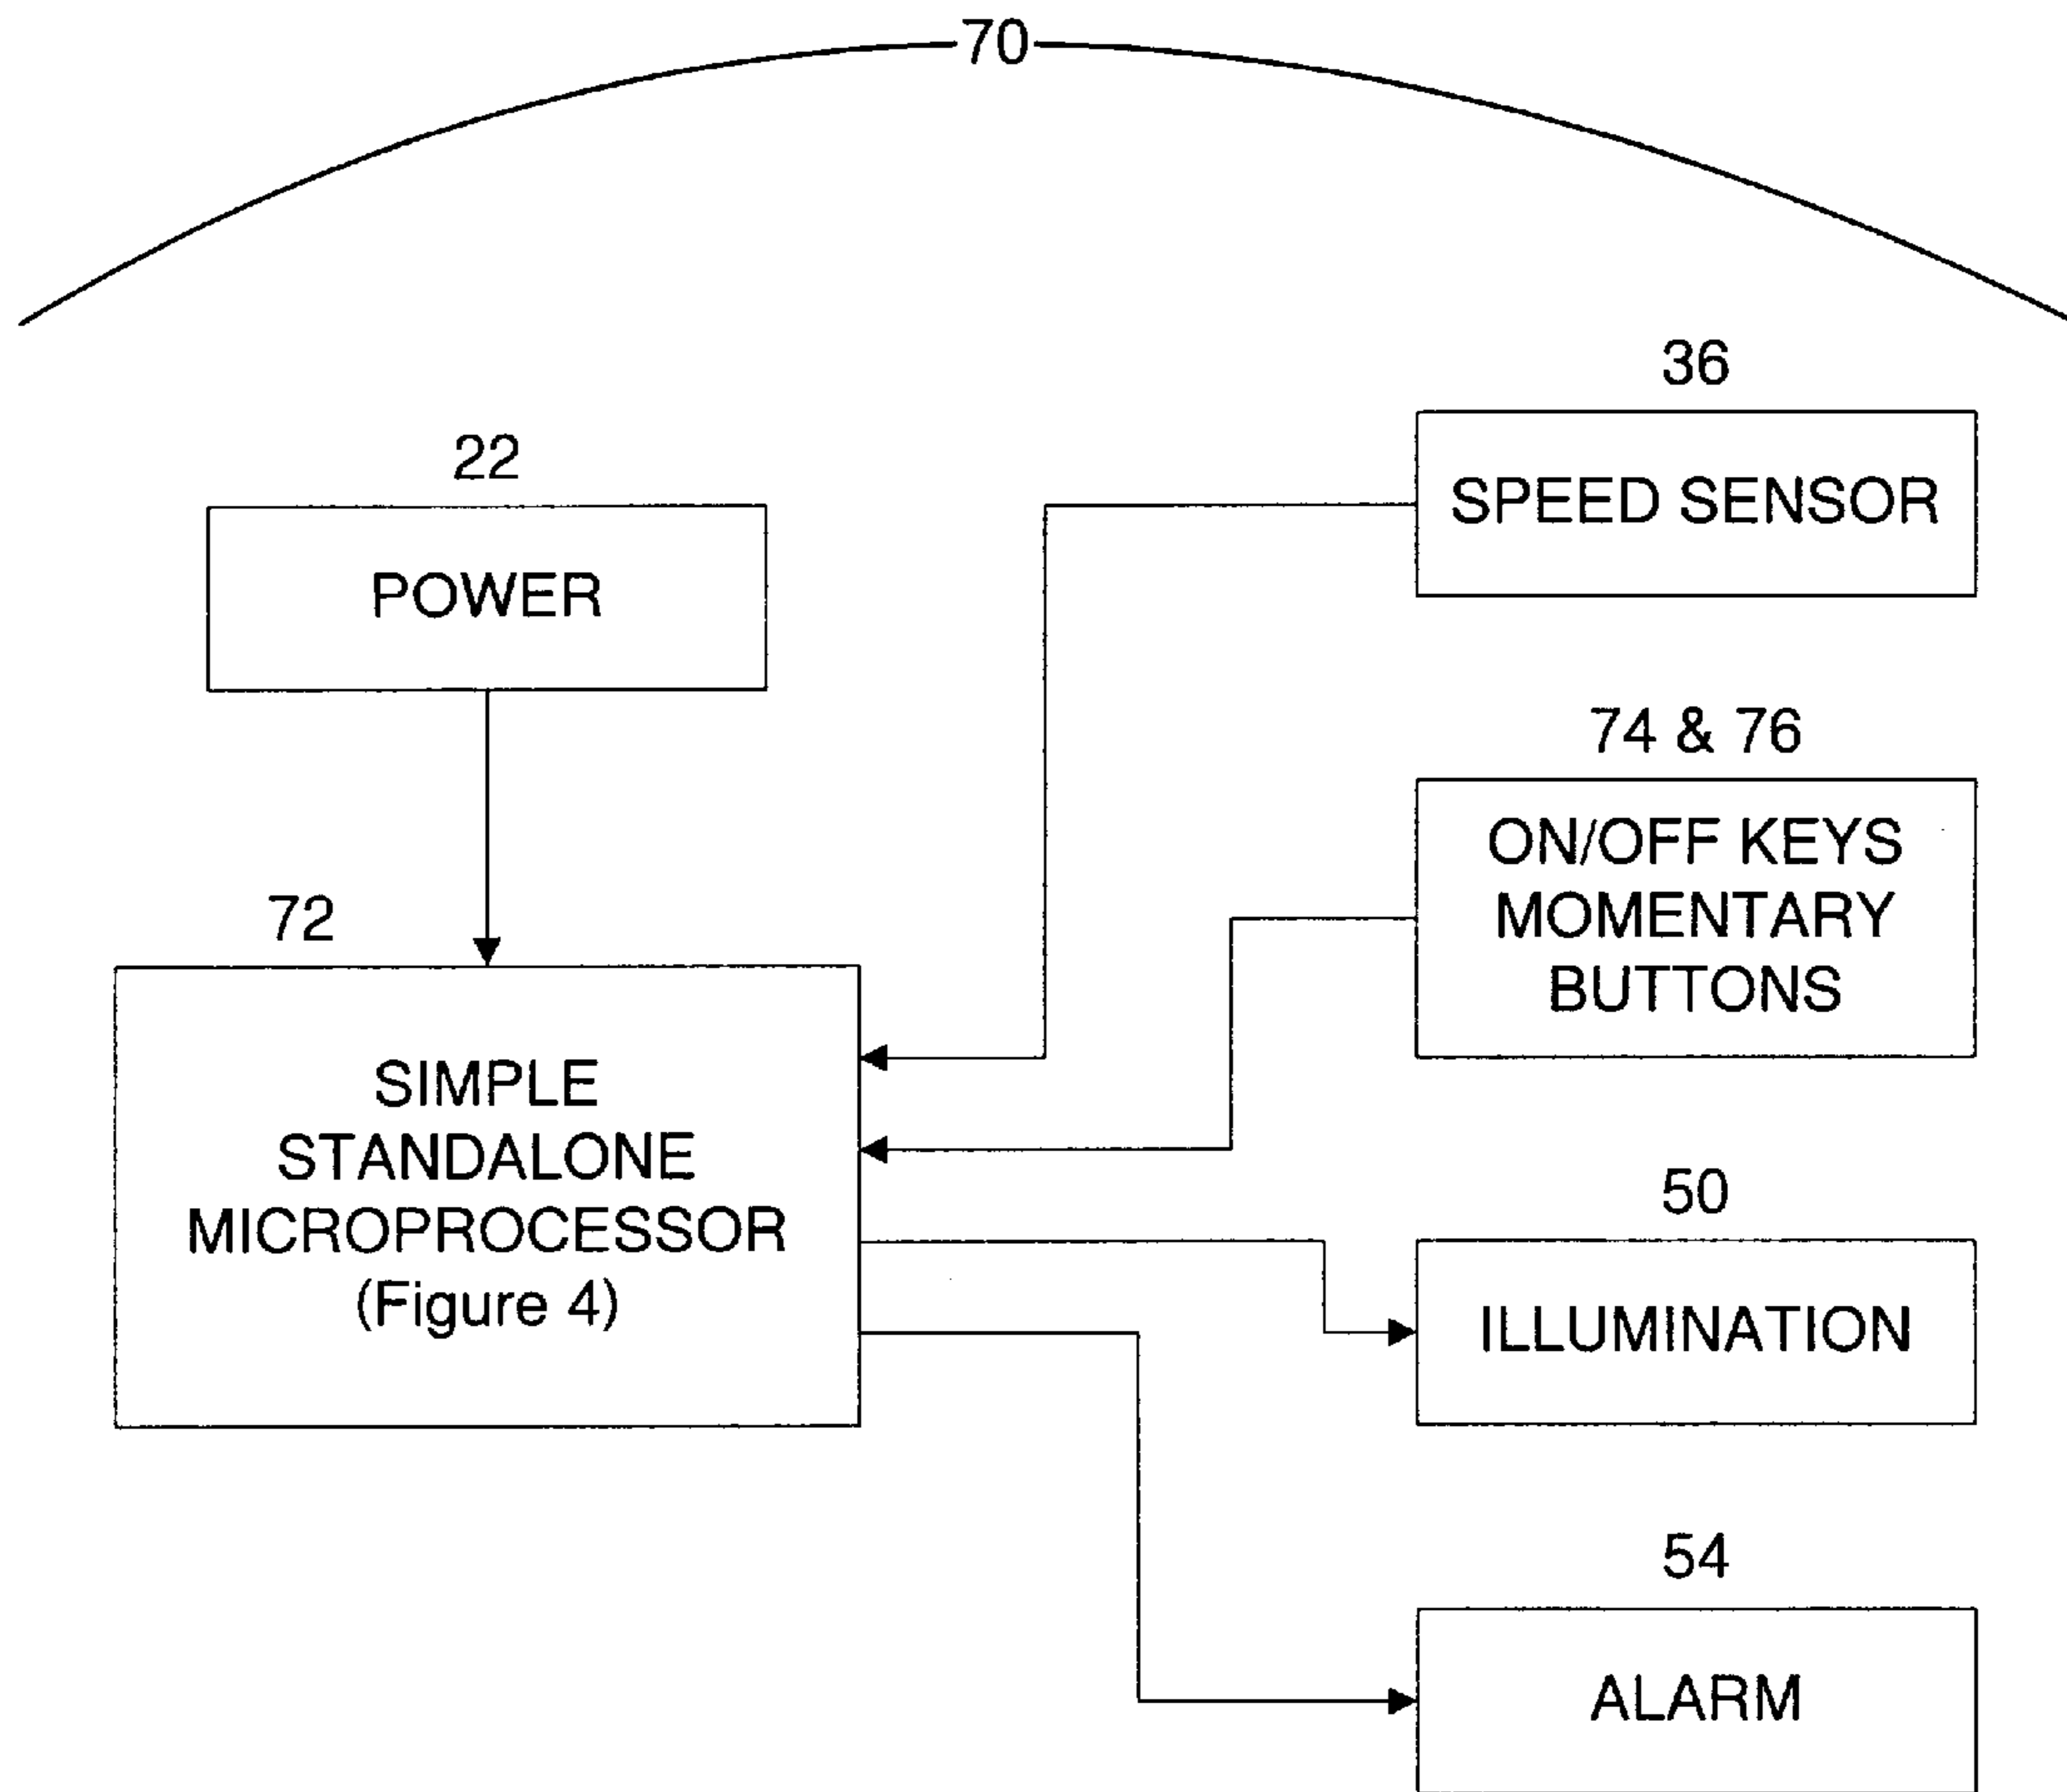 70
36
SPEED SENSOR
22
POWER
74 & 76
ON/OFF KEYS
MOMENTARY
BUTTONS
72
SIMPLE
STANDALONE
MICROPROCESSOR
(Figure 4)
50
ILLUMINATION
54
ALARM